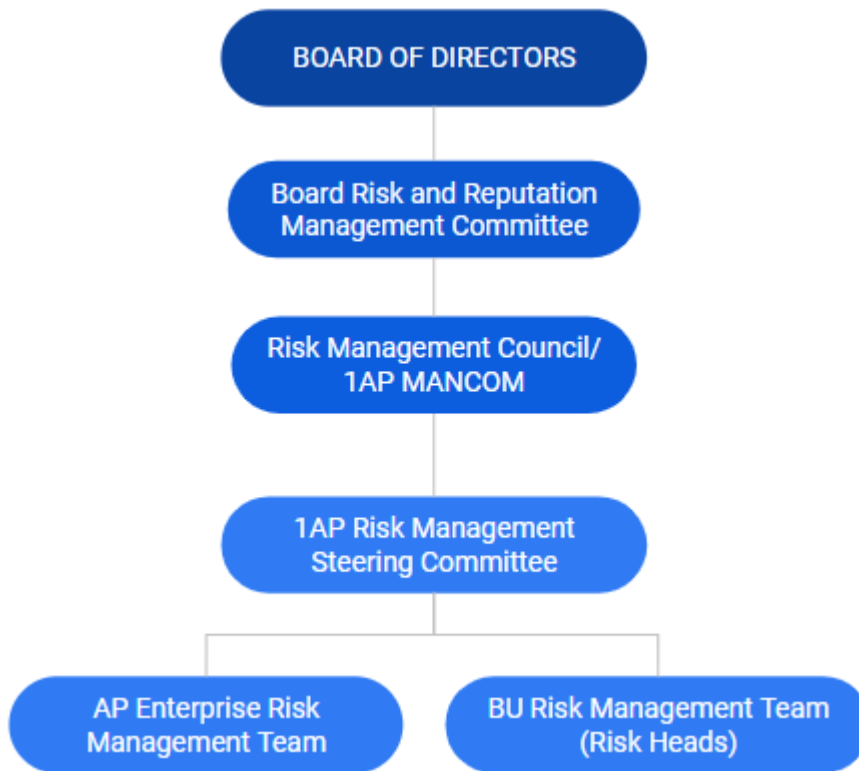 BOARD OF DIRECTORS
Board Risk and Reputation
Management Committee
Risk Management Council/
1AP MANCOM
1AP Risk Management
Steering Committee
AP Enterprise Risk
Management Team
BU Risk Management Team
(Risk Heads)